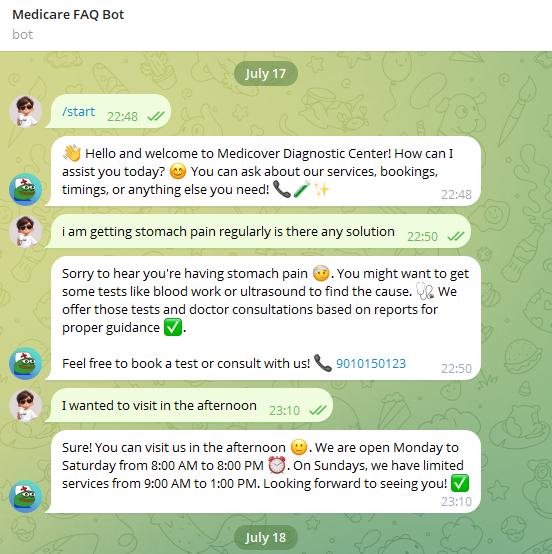 Medicare FAQ Bot
bot
July 17
/start 22:48
👋 Hello and welcome to Medicover Diagnostic Center! How can I
assist you today? 😊 You can ask about our services, bookings,
timings, or anything else you need! 📞🧪✨
22:48
i am getting stomach pain regularly is there any solution 22:50
Sorry to hear you're having stomach pain 🤕. You might want to get
some tests like blood work or ultrasound to find the cause. 🩺 We
offer those tests and doctor consultations based on reports for
proper guidance ✅.
Feel free to book a test or consult with us! 📞 9010150123
22:50
I wanted to visit in the afternoon 23:10
Sure! You can visit us in the afternoon 🙂. We are open Monday to
Saturday from 8:00 AM to 8:00 PM ⏰. On Sundays, we have limited
services from 9:00 AM to 1:00 PM. Looking forward to seeing you! ✅
23:10
July 18